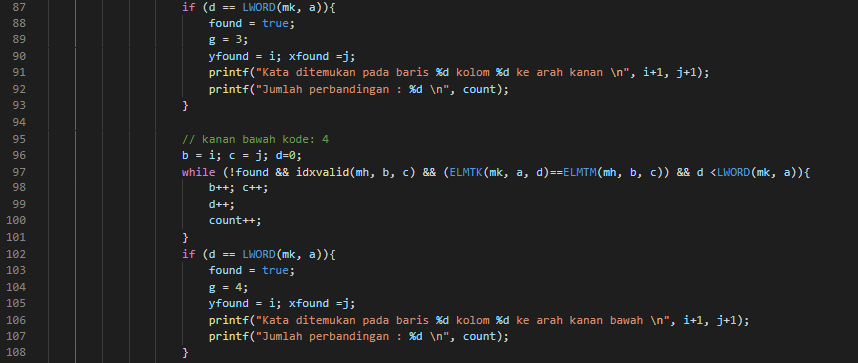 87 if (d == LWORD(mk, a)){
88 found = true;
89 g = 3;
90 yfound = i; xfound =j;
91 printf("Kata ditemukan pada baris %d kolom %d ke arah kanan \n", i+1, j+1);
92 printf("Jumlah perbandingan : %d \n", count);
93 }
94
95 // kanan bawah kode: 4
96 b = i; c = j; d=0;
97 while (!found && idxvalid(mh, b, c) && (ELMTK(mk, a, d)==ELMTM(mh, b, c)) && d <LWORD(mk, a)){
98 b++; c++;
99 d++;
100 count++;
101 }
102 if (d == LWORD(mk, a)){
103 found = true;
104 g = 4;
105 yfound = i; xfound =j;
106 printf("Kata ditemukan pada baris %d kolom %d ke arah kanan bawah \n", i+1, j+1);
107 printf("Jumlah perbandingan : %d \n", count);
108 }